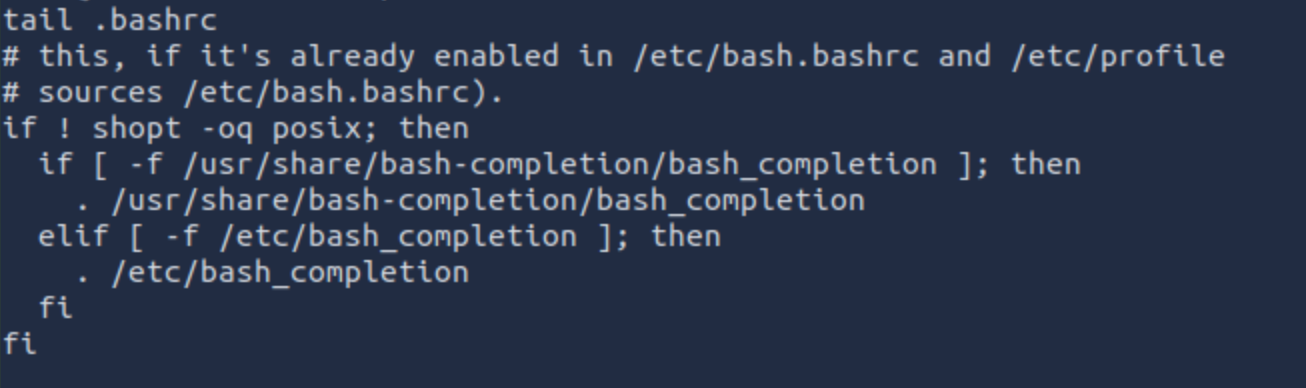 tail .bashrc
# this, if it's already enabled in /etc/bash.bashrc and /etc/profile
# sources /etc/bash.bashrc).
if ! shopt -oq posix; then
  if [ -f /usr/share/bash-completion/bash_completion ]; then
    . /usr/share/bash-completion/bash_completion
  elif [ -f /etc/bash_completion ]; then
    . /etc/bash_completion
  fi
fi